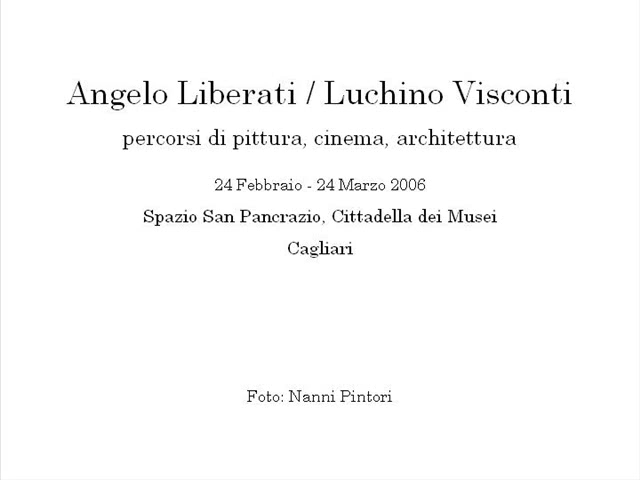 Angelo Liberati / Luchino Visconti
percorsi di pittura, cinema, architettura
24 Febbraio - 24 Marzo 2006
Spazio San Pancrazio, Cittadella dei Musei
Cagliari
Foto: Nanni Pintori